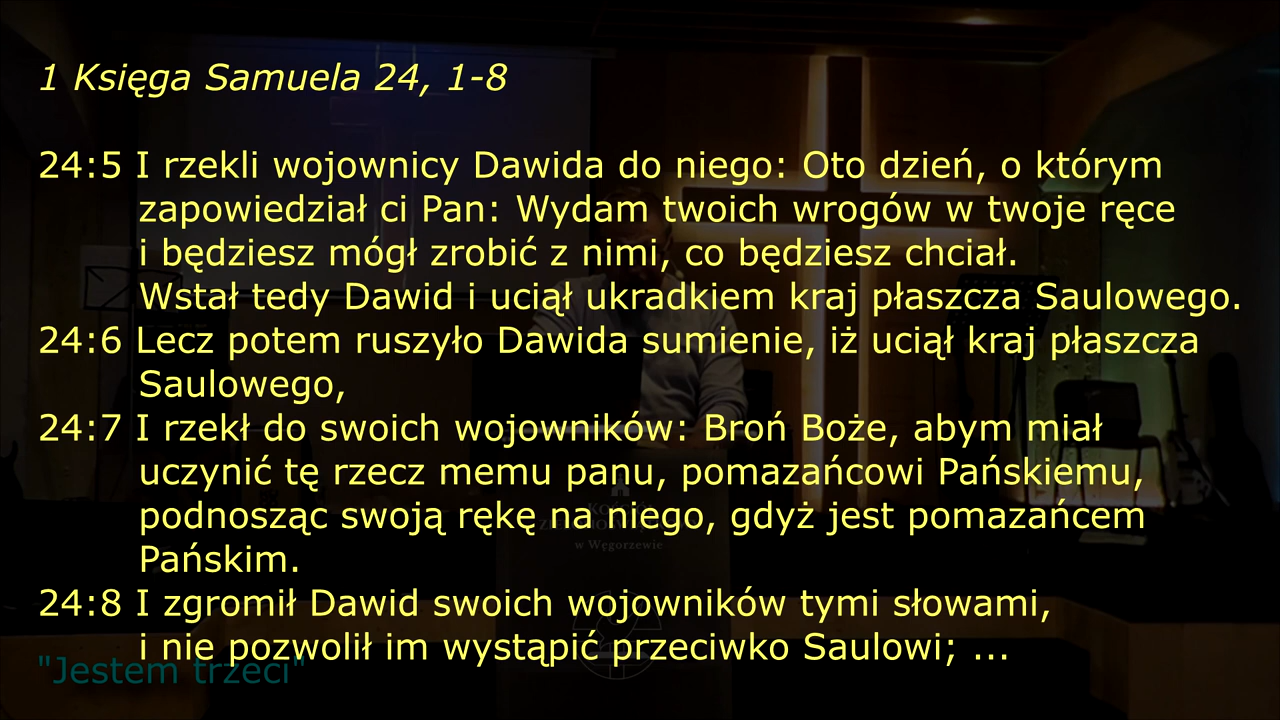 1 Księga Samuela 24, 1-8
24:5 I rzekli wojownicy Dawida do niego: Oto dzień, o którym
zapowiedział ci Pan: Wydam twoich wrogów w twoje ręce
i będziesz mógł zrobić z nimi, co będziesz chciał.
Wstał tedy Dawid i uciął ukradkiem kraj płaszcza Saulowego.
24:6 Lecz potem ruszyło Dawida sumienie, iż uciął kraj płaszcza
Saulowego,
24:7 I rzekł do swoich wojowników: Broń Boże, abym miał
uczynić tę rzecz memu panu, pomazańcowi Pańskiemu,
podnosząc swoją rękę na niego, gdyż jest pomazańcem
Pańskim.
w Węgorzewie
24:8 I zgromił Dawid swoich wojowników tymi słowami,
i nie pozwolił im wystąpić przeciwko Saulowi; ...
"Jestem trzeci"